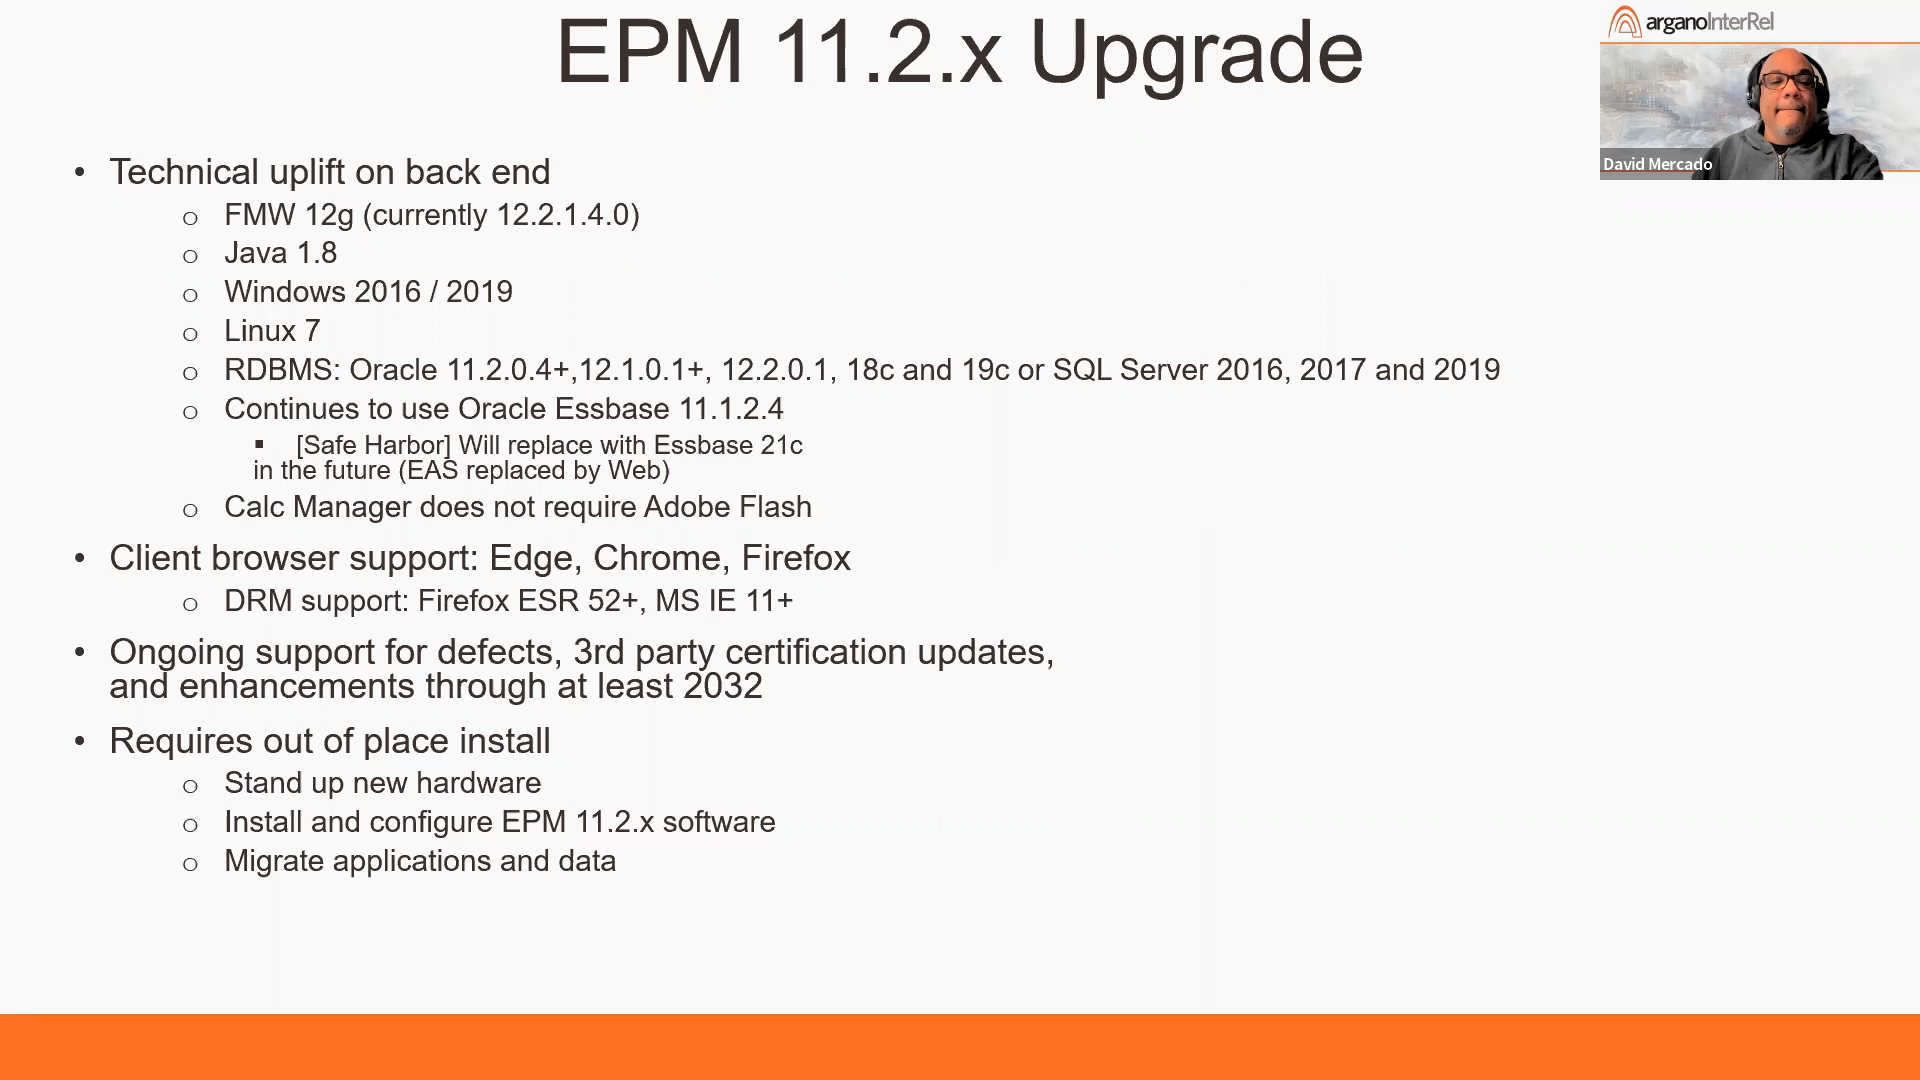 EPM 11.2.x Upgrade
arganoInterRel
David Mercado
• Technical uplift on back end
o FMW 12g (currently 12.2.1.4.0)
o Java 1.8
o Windows 2016 / 2019
o Linux 7
o RDBMS: Oracle 11.2.0.4+,12.1.0.1+, 12.2.0.1, 18c and 19c or SQL Server 2016, 2017 and 2019
o Continues to use Oracle Essbase 11.1.2.4
▪ [Safe Harbor] Will replace with Essbase 21c
in the future (EAS replaced by Web)
o Calc Manager does not require Adobe Flash
• Client browser support: Edge, Chrome, Firefox
o DRM support: Firefox ESR 52+, MS IE 11+
• Ongoing support for defects, 3rd party certification updates,
and enhancements through at least 2032
• Requires out of place install
o Stand up new hardware
o Install and configure EPM 11.2.x software
o Migrate applications and data